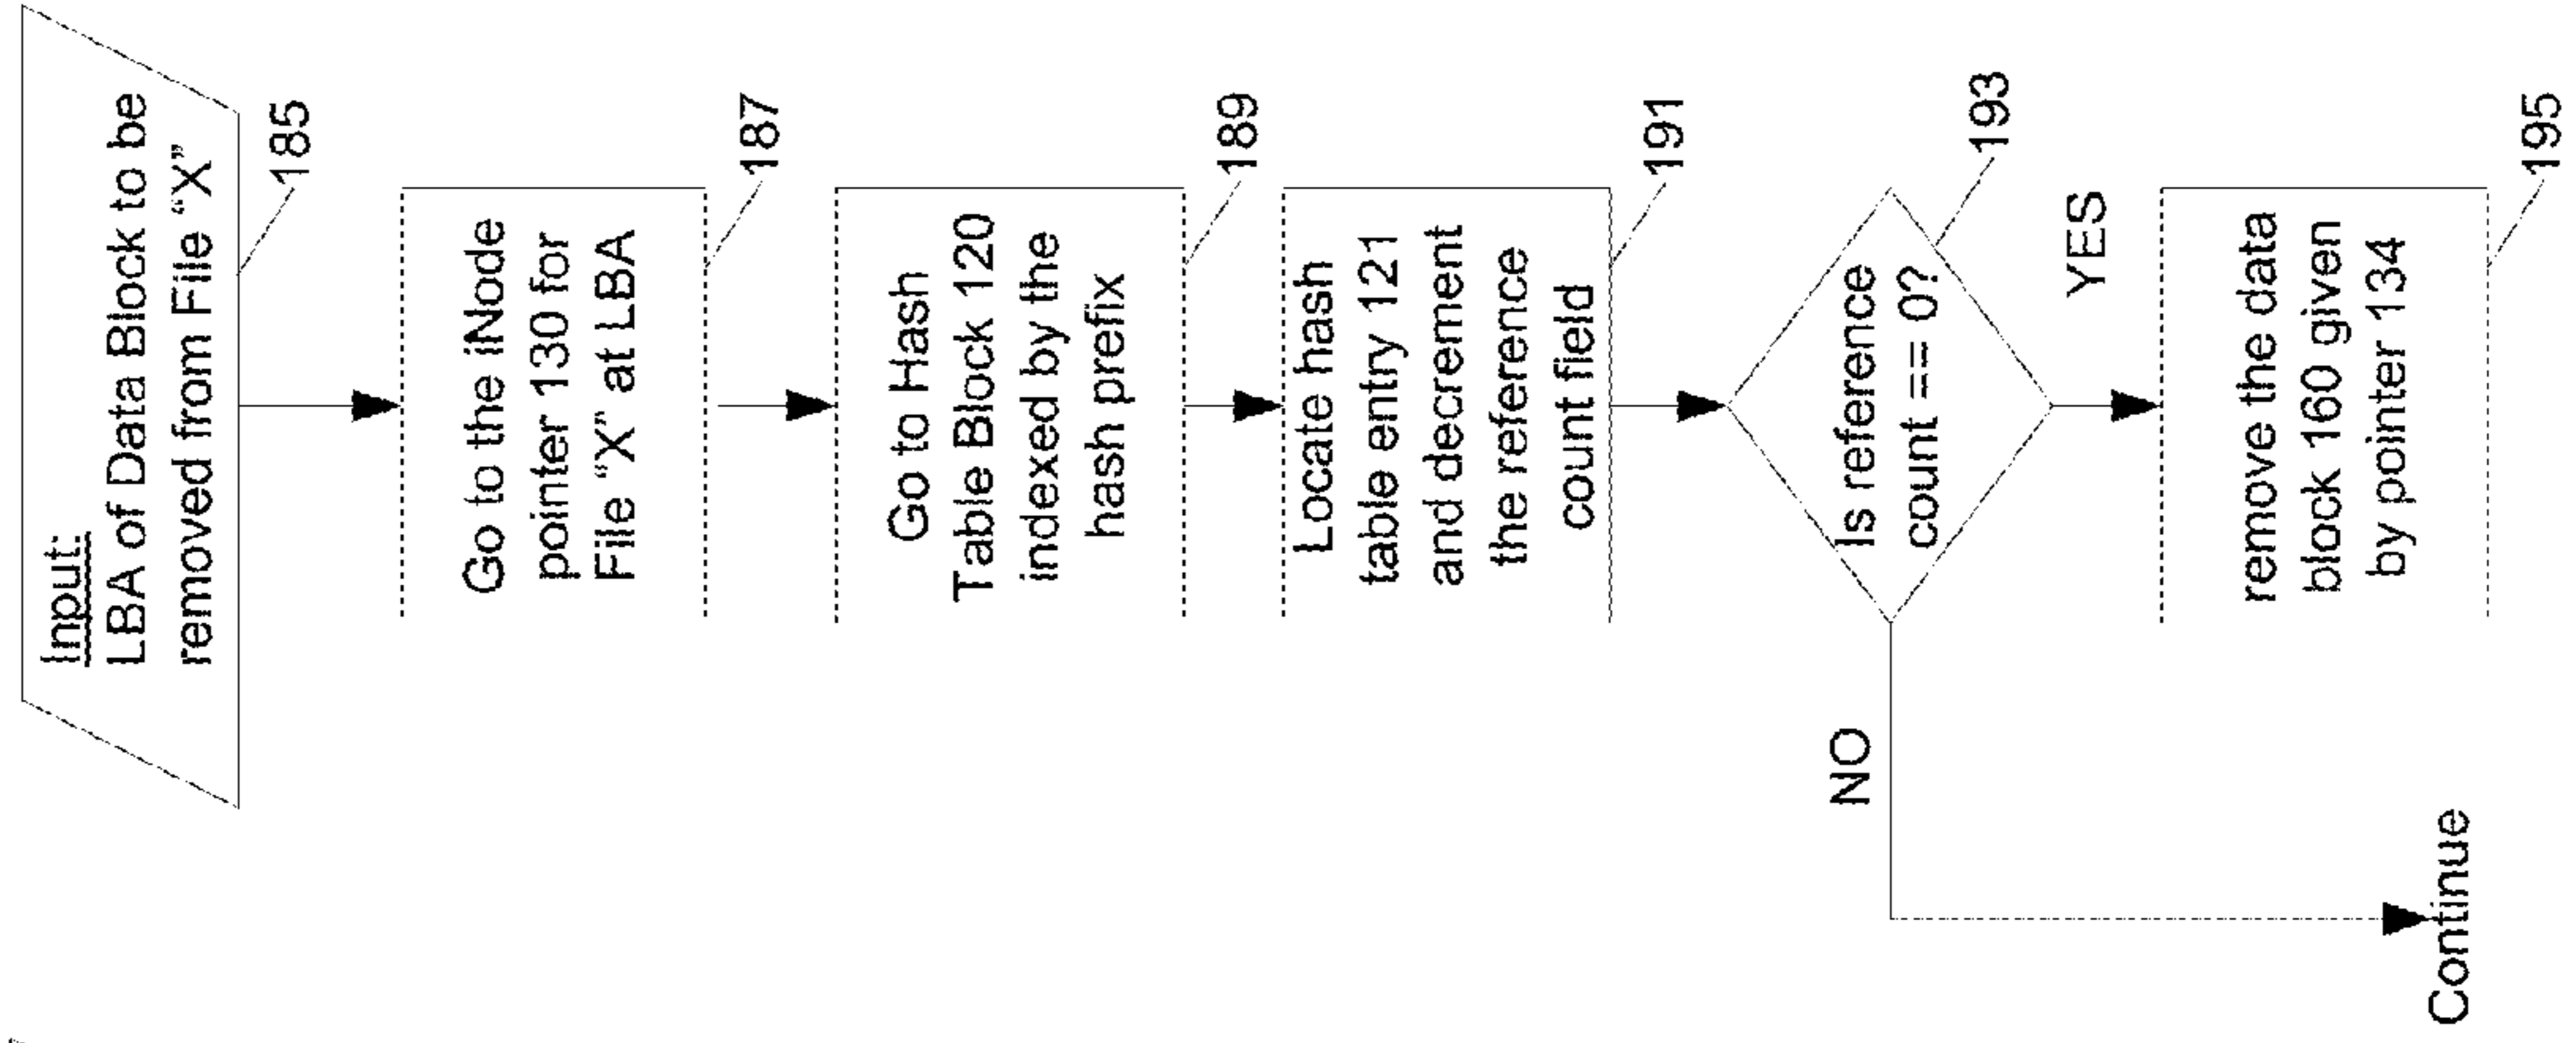 Input:
LBA of Data Block to be
removed from File “X”
185
Go to the iNode
pointer 130 for
File “X” at LBA
187
Go to Hash
Table Block 120
indexed by the
hash prefix
189
Locate hash
table entry 121
and decrement
the reference
count field
191
Is reference
count == 0?
193
NO
YES
remove the data
block 160 given
by pointer 134
195
Continue